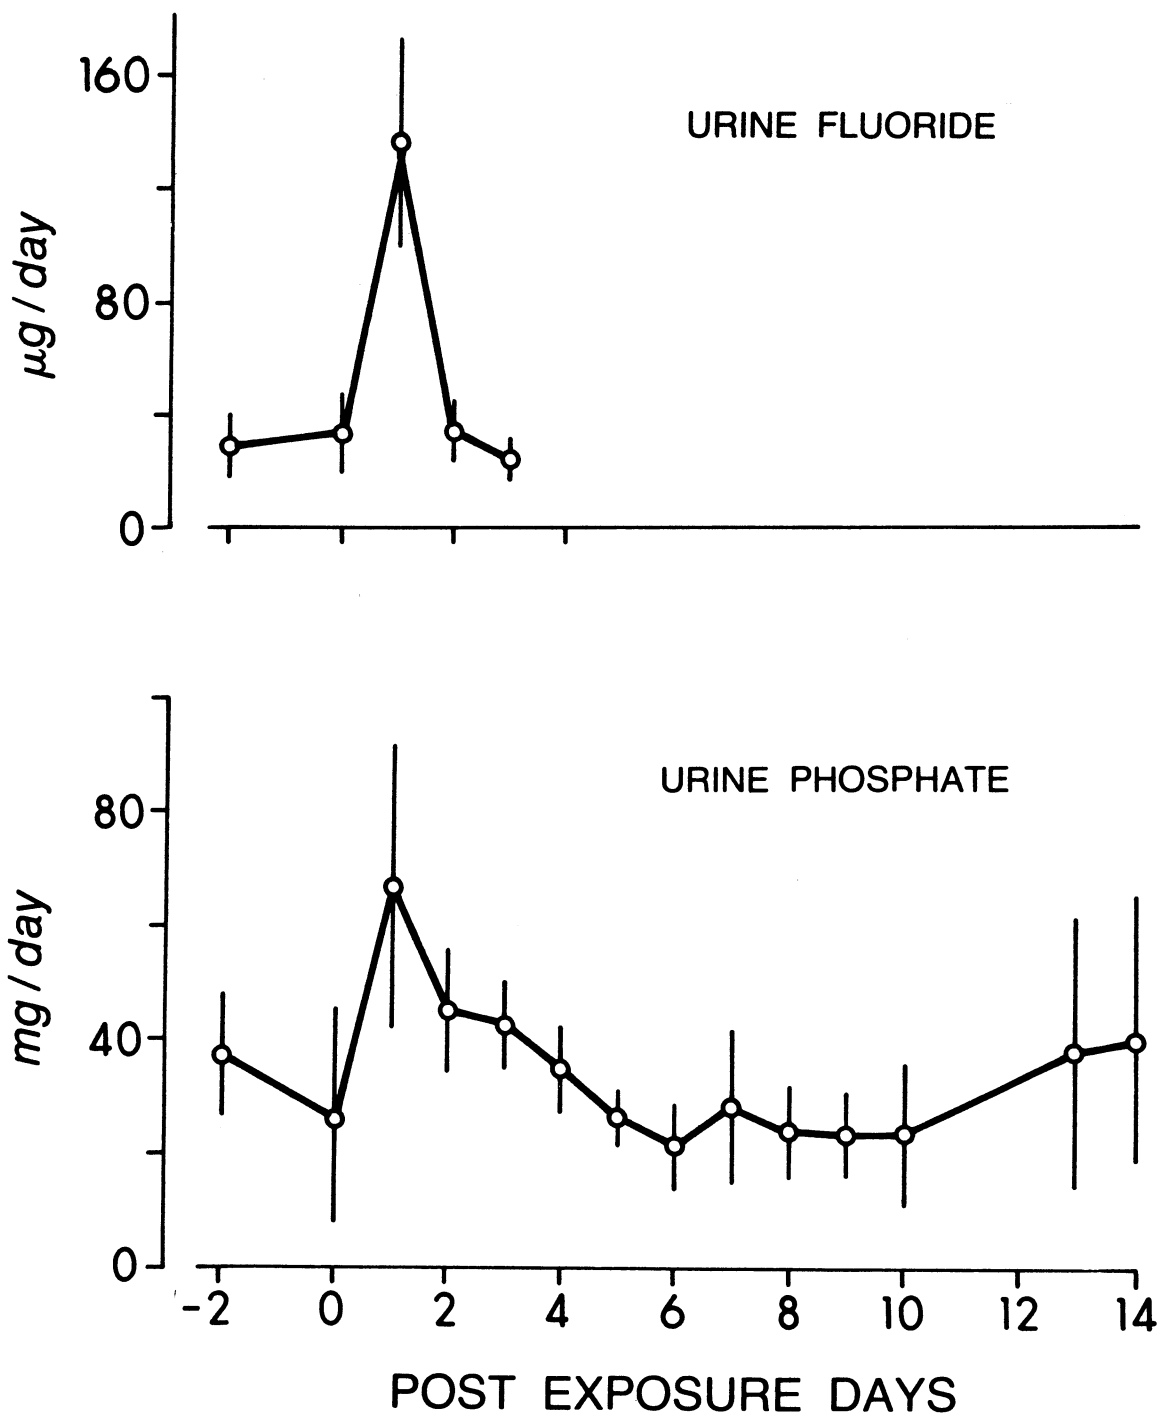 160
URINE FLUORIDE
µg / day
80
0
URINE PHOSPHATE
80
mg / day
40
0
-2 0 2 4 6 8 10 12 14
POST EXPOSURE DAYS